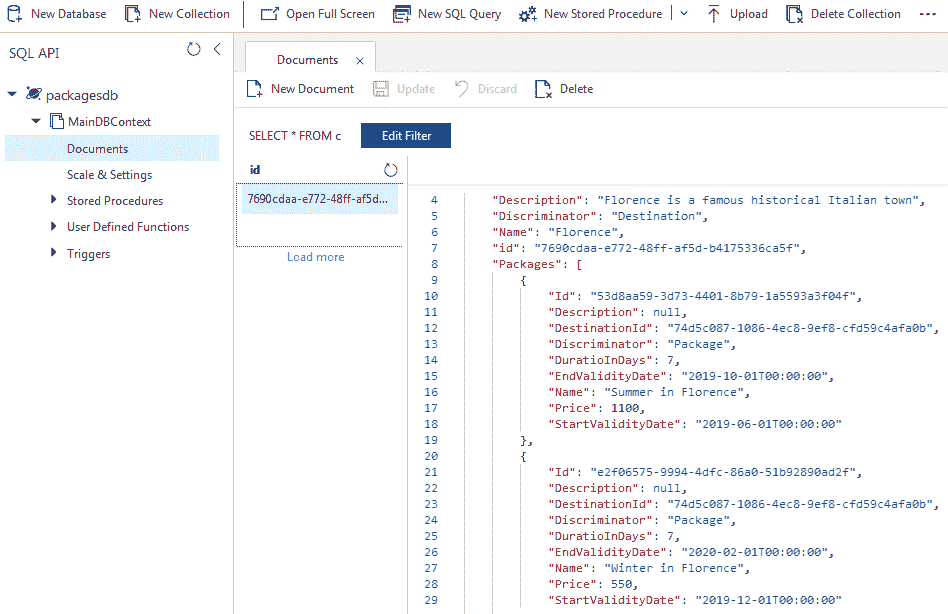 New Database New Collection Open Full Screen New SQL Query New Stored Procedure Upload Delete Collection ...
SQL API
packagesdb
MainDBContext
Documents
Scale & Settings
Stored Procedures
User Defined Functions
Triggers
Documents
New Document Update Discard Delete
SELECT * FROM c Edit Filter
id
7690cdaa-e772-48ff-af5d...
Load more
4 "Description": "Florence is a famous historical Italian town",
5 "Discriminator": "Destination",
6 "Name": "Florence",
7 "id": "7690cdaa-e772-48ff-af5d-b4175336ca5f",
8 "Packages": [
9 {
10 "Id": "53d8aa59-3d73-4401-8b79-1a5593a3f04f",
11 "Description": null,
12 "DestinationId": "74d5c087-1086-4ec8-9ef8-cfd59c4afa0b",
13 "Discriminator": "Package",
14 "DuratioInDays": 7,
15 "EndValidityDate": "2019-10-01T00:00:00",
16 "Name": "Summer in Florence",
17 "Price": 1100,
18 "StartValidityDate": "2019-06-01T00:00:00"
19 },
20 {
21 "Id": "e2f06575-9994-4dfc-86a0-51b92890ad2f",
22 "Description": null,
23 "DestinationId": "74d5c087-1086-4ec8-9ef8-cfd59c4afa0b",
24 "Discriminator": "Package",
25 "DuratioInDays": 7,
26 "EndValidityDate": "2020-02-01T00:00:00",
27 "Name": "Winter in Florence",
28 "Price": 550,
29 "StartValidityDate": "2019-12-01T00:00:00"